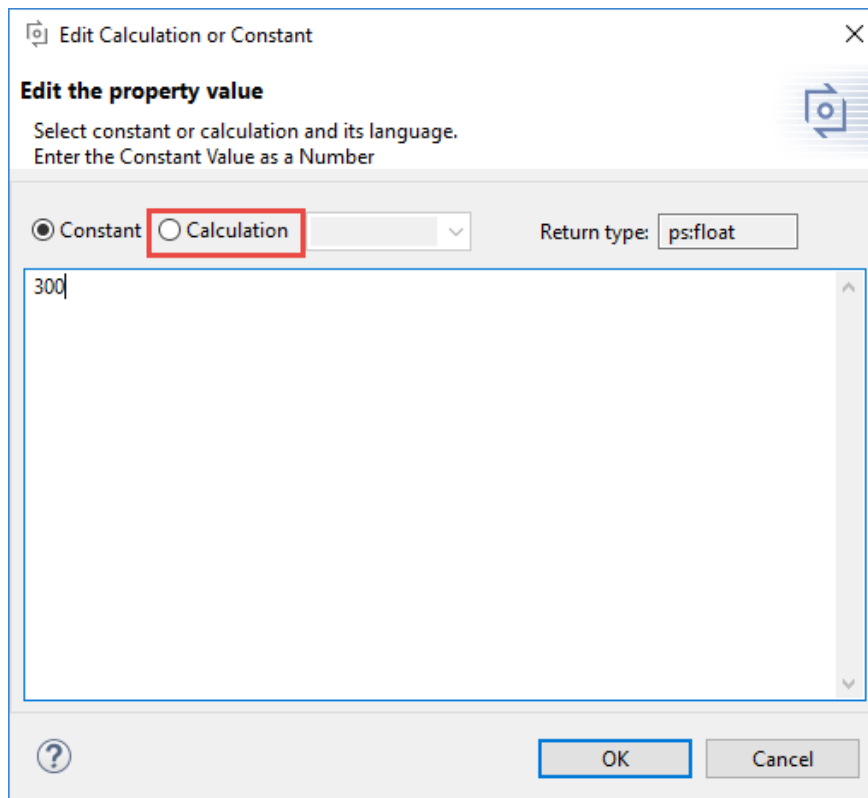 Edit Calculation or Constant
Edit the property value
Select constant or calculation and its language.
Enter the Constant Value as a Number
Constant Calculation Return type: ps:float
300
OK Cancel